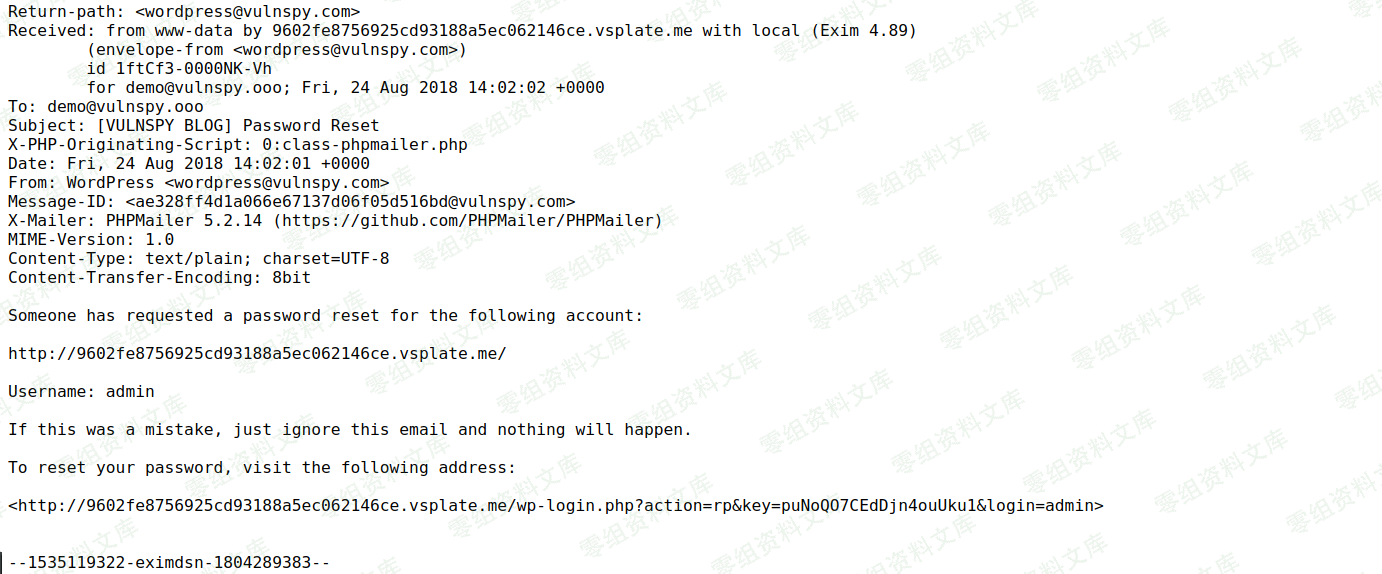 Return-path: <wordpress@vulnspy.com>
Received: from www-data by 9602fe8756925cd93188a5ec062146ce.vsplate.me with local (Exim 4.89)
(envelope-from <wordpress@vulnspy.com>)
id 1ftCf3-0000NK-Vh
for demo@vulnspy.ooo; Fri, 24 Aug 2018 14:02:02 +0000
To: demo@vulnspy.ooo
Subject: [VULNSPY BLOG] Password Reset
X-PHP-Originating-Script: 0:class-phpmailer.php
Date: Fri, 24 Aug 2018 14:02:01 +0000
From: WordPress <wordpress@vulnspy.com>
Message-ID: <ae328ff4d1a066e67137d06f05d516bd@vulnspy.com>
X-Mailer: PHPMailer 5.2.14 (https://github.com/PHPMailer/PHPMailer)
MIME-Version: 1.0
Content-Type: text/plain; charset=UTF-8
Content-Transfer-Encoding: 8bit
Someone has requested a password reset for the following account:
http://9602fe8756925cd93188a5ec062146ce.vsplate.me/
Username: admin
If this was a mistake, just ignore this email and nothing will happen.
To reset your password, visit the following address:
<http://9602fe8756925cd93188a5ec062146ce.vsplate.me/wp-login.php?action=rp&key=puNoQO7CEdDjn4ouUku1&login=admin>
--1535119322-eximdsn-1804289383--
零组资料文库